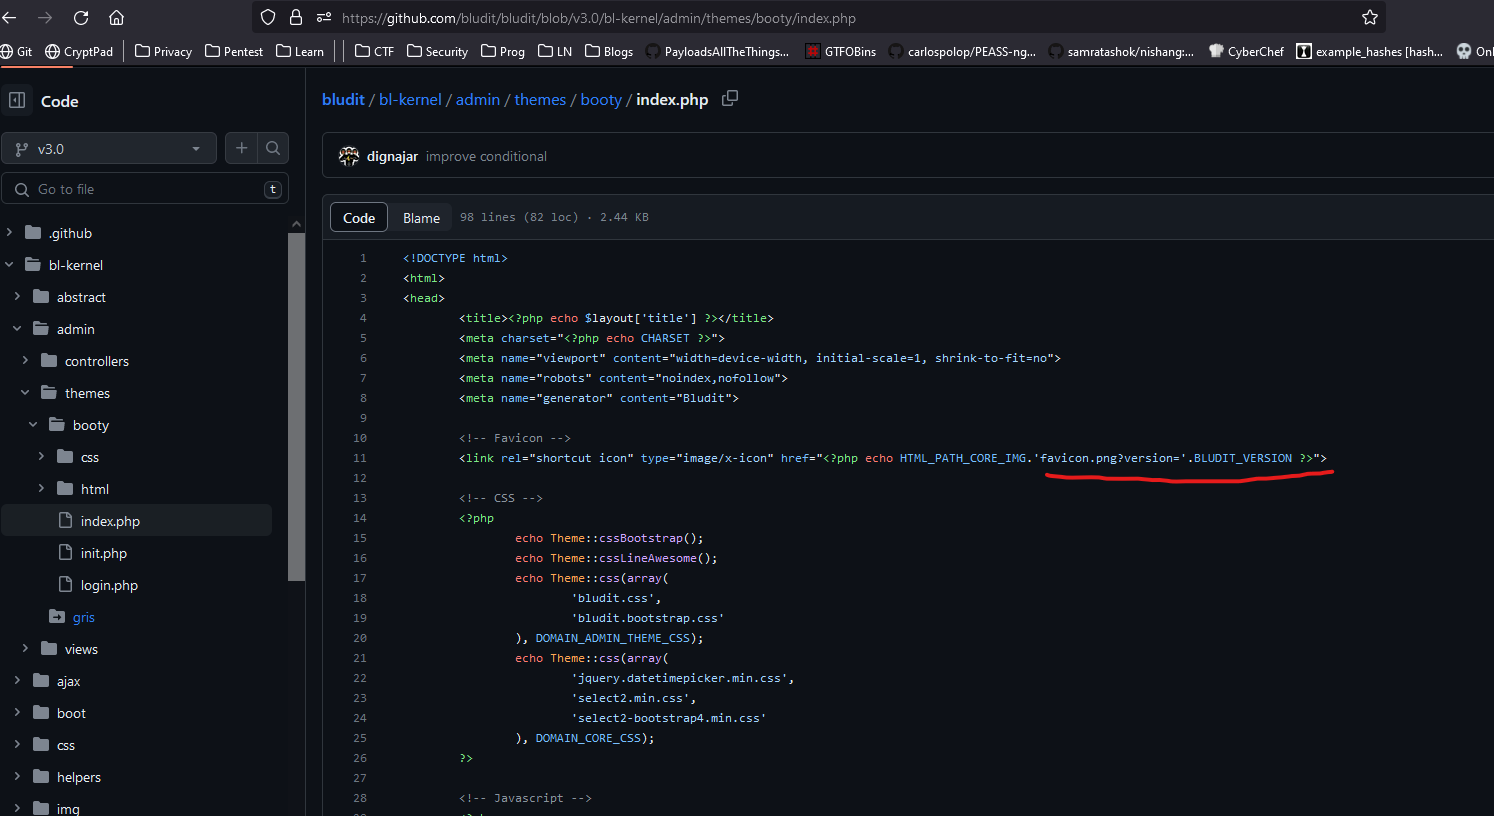 https://github.com/bludit/bludit/blob/v3.0/bl-kernel/admin/themes/booty/index.php
Git CryptPad Privacy Pentest Learn CTF Security Prog LN Blogs PayloadsAllTheThings... GTFOBins carlospolop/PEASS-ng... samratashok/nishang:... CyberChef example_hashes [hash... Onl
Code
v3.0
Go to file t
.github
bl-kernel
abstract
admin
controllers
themes
booty
css
html
index.php
init.php
login.php
gris
views
ajax
boot
css
helpers
img
bludit / bl-kernel / admin / themes / booty / index.php
dignajar improve conditional
Code Blame 98 lines (82 loc) · 2.44 KB
1 <!DOCTYPE html>
2 <html>
3 <head>
4 <title><?php echo $layout['title'] ?></title>
5 <meta charset="<?php echo CHARSET ?>">
6 <meta name="viewport" content="width=device-width, initial-scale=1, shrink-to-fit=no">
7 <meta name="robots" content="noindex,nofollow">
8 <meta name="generator" content="Bludit">
9
10 <!-- Favicon -->
11 <link rel="shortcut icon" type="image/x-icon" href="<?php echo HTML_PATH_CORE_IMG.'favicon.png?version='.BLUDIT_VERSION ?>">
12
13 <!-- CSS -->
14 <?php
15 echo Theme::cssBootstrap();
16 echo Theme::cssLineAwesome();
17 echo Theme::css(array(
18 'bludit.css',
19 'bludit.bootstrap.css'
20 ), DOMAIN_ADMIN_THEME_CSS);
21 echo Theme::css(array(
22 'jquery.datetimepicker.min.css',
23 'select2.min.css',
24 'select2-bootstrap4.min.css'
25 ), DOMAIN_CORE_CSS);
26 ?>
27
28 <!-- Javascript -->